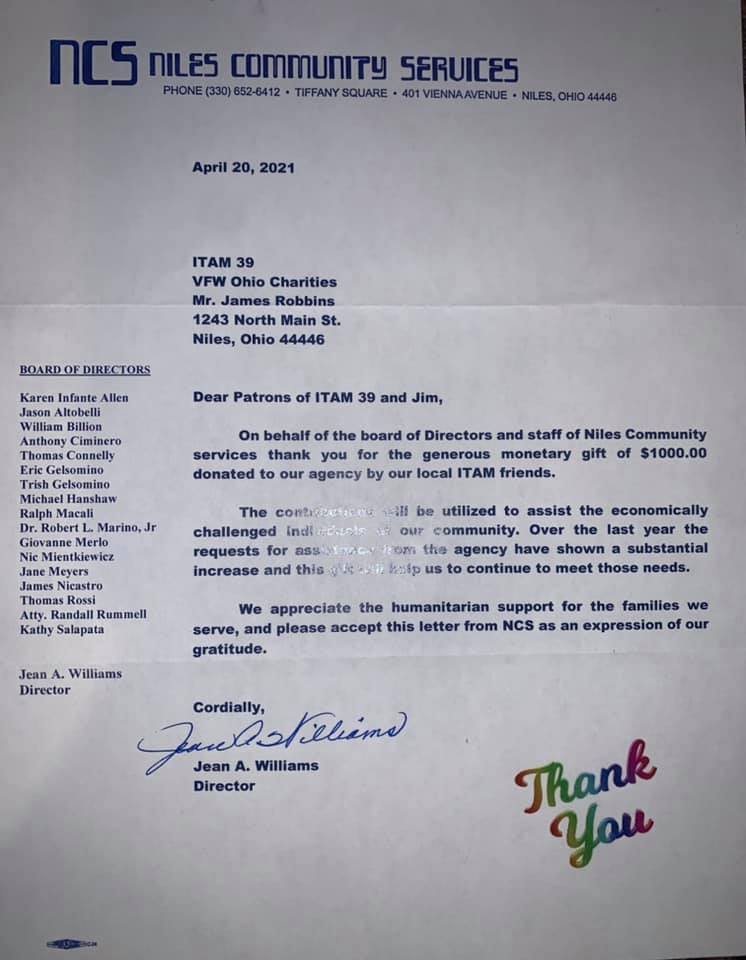 NCS NILES COMMUNITY SERVICES
PHONE (330) 652-6412 • TIFFANY SQUARE • 401 VIENNA AVENUE • NILES, OHIO 44446
April 20, 2021
ITAM 39
VFW Ohio Charities
Mr. James Robbins
1243 North Main St.
Niles, Ohio 44446
BOARD OF DIRECTORS
Karen Infante Allen
Jason Altobelli
William Billion
Anthony Ciminero
Thomas Connelly
Eric Gelsomino
Trish Gelsomino
Michael Hanshaw
Ralph Macali
Dr. Robert L. Marino, Jr
Giovanne Merlo
Nic Mientkiewicz
Jane Meyers
James Nicastro
Thomas Rossi
Atty. Randall Rummell
Kathy Salapata
Jean A. Williams
Director
Dear Patrons of ITAM 39 and Jim,
On behalf of the board of Directors and staff of Niles Community
services thank you for the generous monetary gift of $1000.00
donated to our agency by our local ITAM friends.
The will be utilized to assist the economically
challenged our community. Over the last year the
requests for assistance from the agency have shown a substantial
increase and this will help us to continue to meet those needs.
We appreciate the humanitarian support for the families we
serve, and please accept this letter from NCS as an expression of our
gratitude.
Cordially,
Jean A. Williams
Jean A. Williams
Director
Thank
You